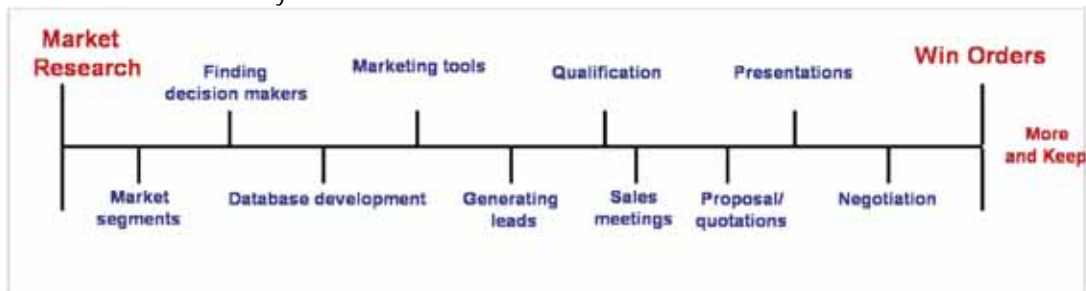 Market
Research
Finding
decision makers
Marketing tools
Qualification
Presentations
Win Orders
More
and Keep
Market
segments
Database development
Generating
leads
Sales
meetings
Proposal/
quotations
Negotiation